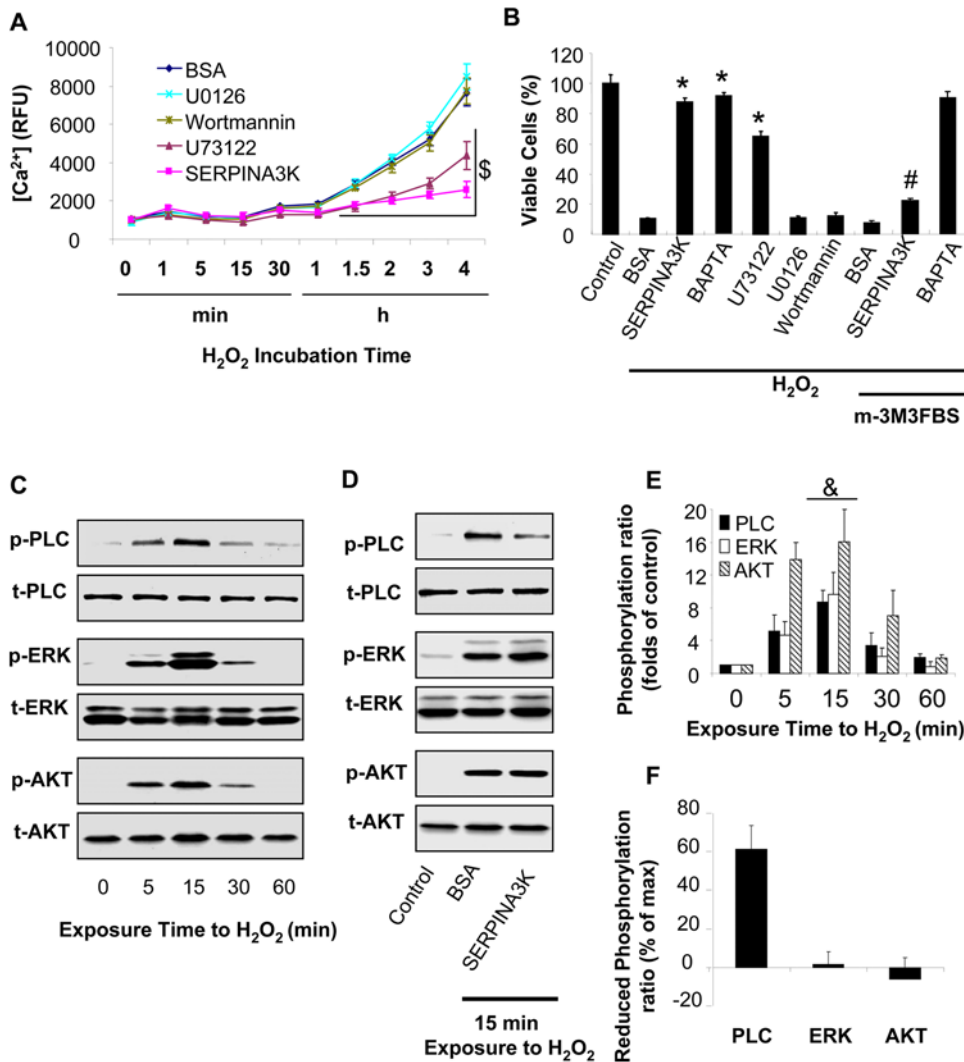 A
[Ca²⁺] (RFU)
10000
8000
6000
4000
2000
0
BSA
U0126
Wortmannin
U73122
SERPINA3K
$
0 1 5 15 30 1 1.5 2 3 4
min h
H₂O₂ Incubation Time
B
Viable Cells (%)
120
100
80
60
40
20
0
* * * #
Control
BSA
SERPINA3K
BAPTA
U73122
U0126
Wortmannin
BSA
SERPINA3K
BAPTA
H₂O₂
m-3M3FBS
C
p-PLC
t-PLC
p-ERK
t-ERK
p-AKT
t-AKT
0 5 15 30 60
Exposure Time to H₂O₂ (min)
D
p-PLC
t-PLC
p-ERK
t-ERK
p-AKT
t-AKT
Control
BSA
SERPINA3K
15 min
Exposure to H₂O₂
E
Phosphorylation ratio
(folds of control)
20
16
12
8
4
0
&
PLC
ERK
AKT
0 5 15 30 60
Exposure Time to H₂O₂ (min)
F
Reduced Phosphorylation
ratio (% of max)
80
60
40
20
0
-20
PLC ERK AKT